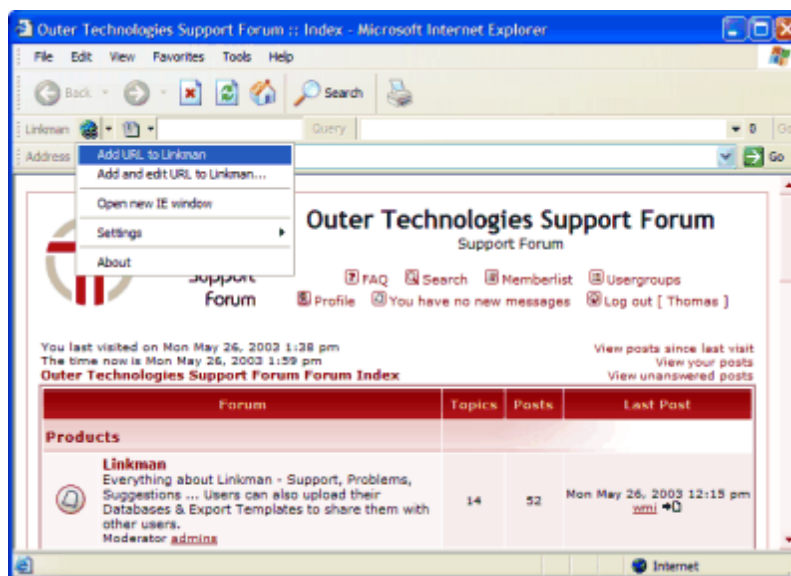 Outer Technologies Support Forum :: Index - Microsoft Internet Explorer
File Edit View Favorites Tools Help
Back Search
Linkman Query 0 Go
Address Go
Add URL to Linkman
Add and edit URL to Linkman...
Open new IE window
Settings
About
Outer Technologies Support Forum
Support Forum
Support
Forum
FAQ Search Memberlist Usergroups
Profile You have no new messages Log out [ Thomas ]
You last visited on Mon May 26, 2003 1:38 pm
The time now is Mon May 26, 2003 1:59 pm
Outer Technologies Support Forum Forum Index
View posts since last visit
View your posts
View unanswered posts
Forum Topics Posts Last Post
Products
Linkman
Everything about Linkman - Support, Problems,
Suggestions ... Users can also upload their
Databases & Export Templates to share them with
other users.
Moderator admins
14 52 Mon May 26, 2003 12:15 pm
wmi
Internet